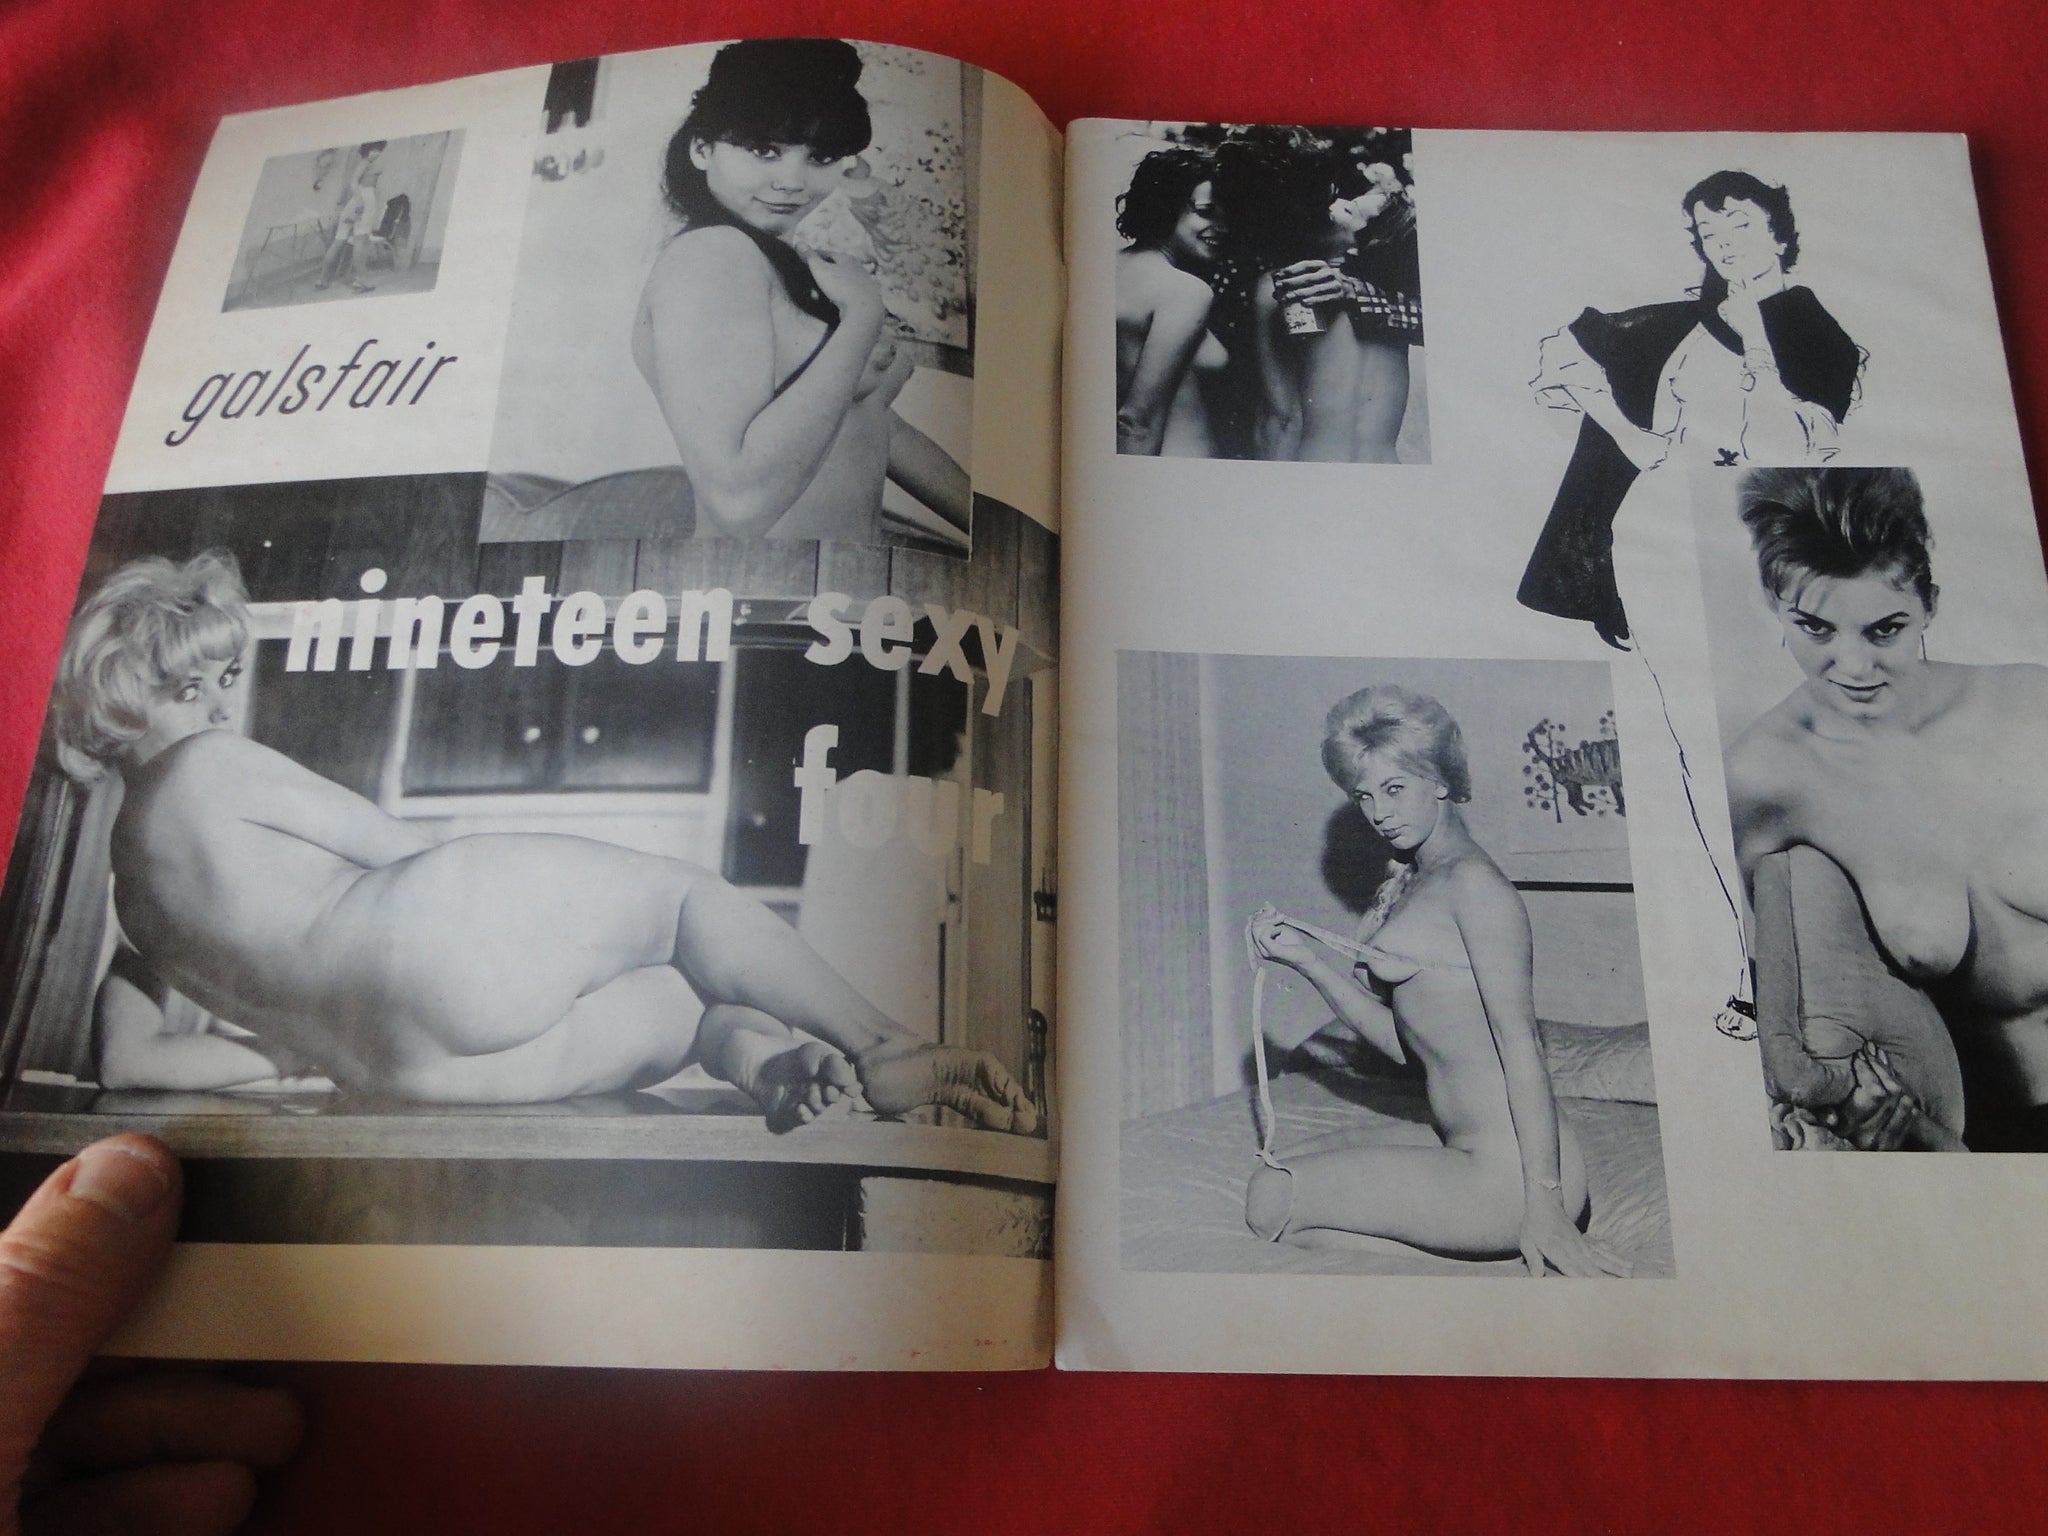 galsfair
nineteen sexy
four